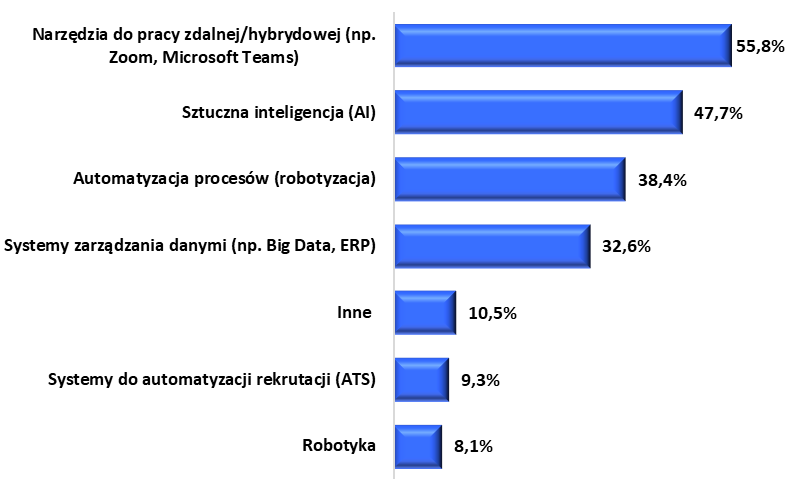 Narzędzia do pracy zdalnej/hybrydowej (np.
Zoom, Microsoft Teams)
55,8%
Sztuczna inteligencja (AI)
47,7%
Automatyzacja procesów (robotyzacja)
38,4%
Systemy zarządzania danymi (np. Big Data, ERP)
32,6%
Inne
10,5%
Systemy do automatyzacji rekrutacji (ATS)
9,3%
Robotyka
8,1%